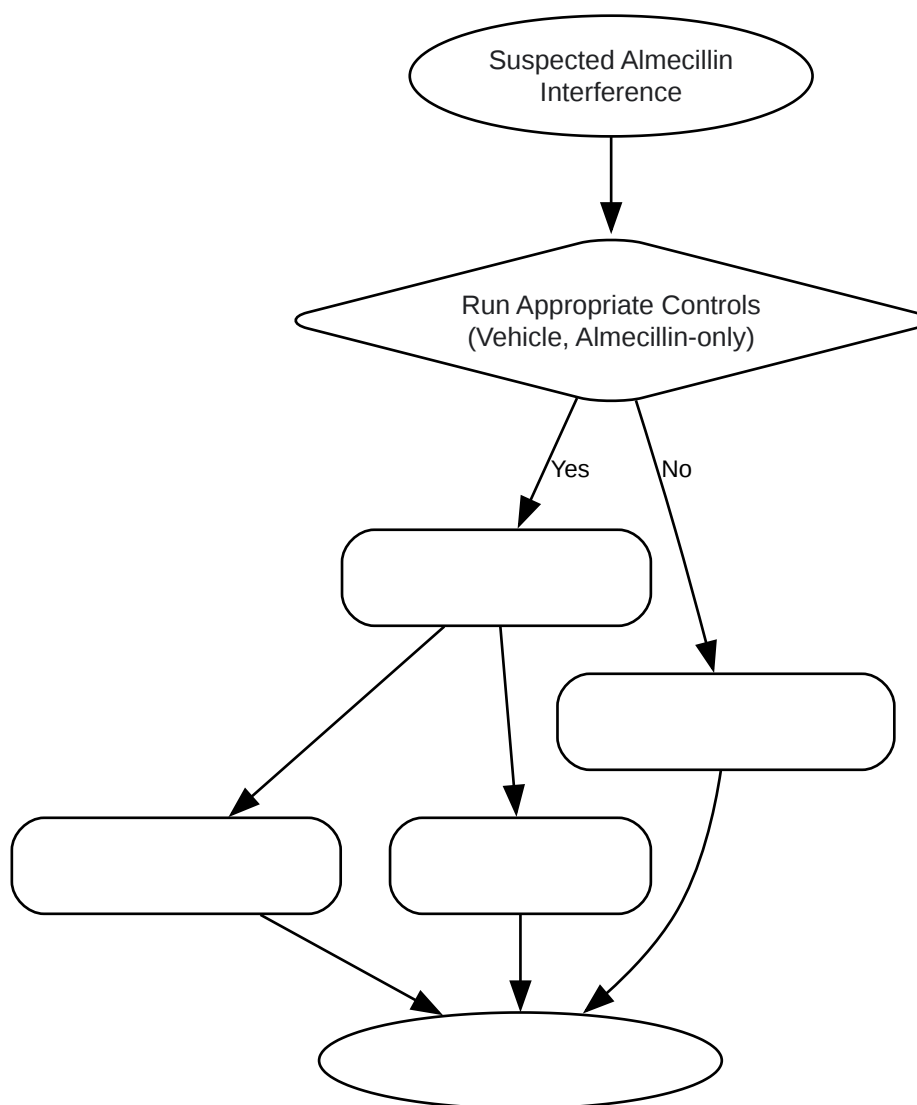 Suspected Almecillin
Interference
Run Appropriate Controls
(Vehicle, Almecillin-only)
Yes
No